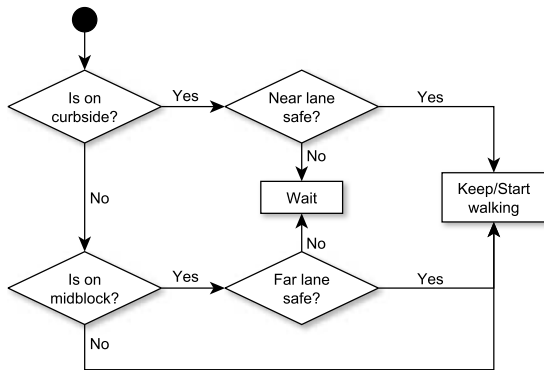 Is on
curbside?
Yes
Near lane
safe?
Yes
No
No
Wait
Keep/Start
walking
No
Is on
midblock?
Yes
Far lane
safe?
Yes
No